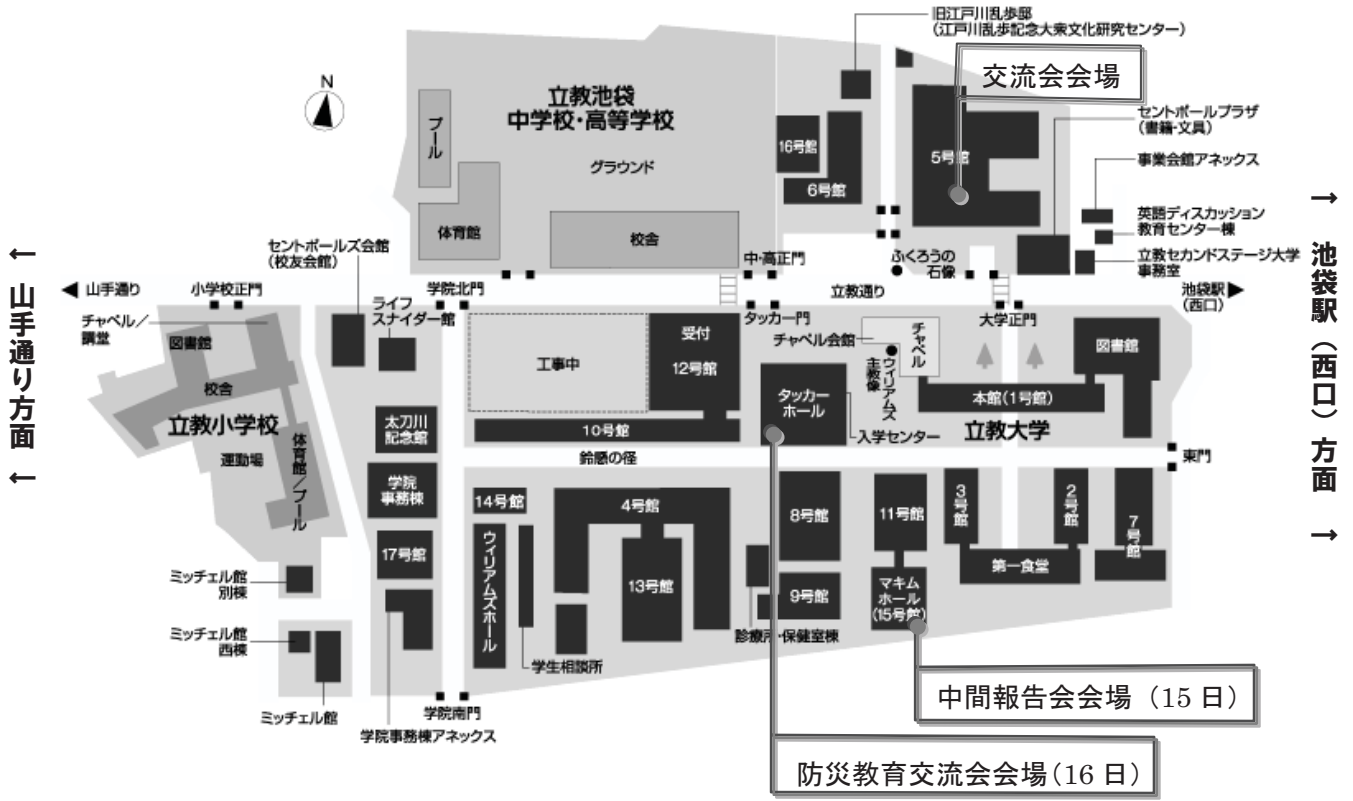 旧江戸川乱歩邸
(江戸川乱歩記念大衆文化研究センター)
交流会会場
N
立教池袋
中学校・高等学校
プール
グラウンド
16号館
6号館
5号館
セントポールプラザ
(書籍・文具)
事業会館アネックス
英語ディスカッション
教育センター棟
立教セカンドステージ大学
事務室
体育館
校舎
セントポールズ会館
(校友会館)
中・高正門
ふくろうの
石像
← 山手通り方面 ←
→ 池袋駅（西口）方面 →
◀ 山手通り
小学校正門
学院北門
立教通り
池袋駅 ▶
(西口)
チャペル／
講堂
図書館
校舎
立教小学校
運動場
体育館／プール
ライフ
スナイダー館
工事中
受付
12号館
タッカー門
チャペル会館
チャペル
ウィリアムズ
主教像
大学正門
図書館
タッカー
ホール
本館(1号館)
太刀川
記念館
10号館
入学センター
立教大学
鈴懸の径
東門
学院
事務棟
14号館
4号館
8号館
11号館
3号館
2号館
7号館
17号館
ウィリアムズホール
13号館
9号館
マキム
ホール
(15号館)
第一食堂
ミッチェル館
別棟
ミッチェル館
西棟
診療所・保健室棟
学生相談所
ミッチェル館
学院南門
学院事務棟アネックス
中間報告会会場（15 日）
防災教育交流会会場（16 日）